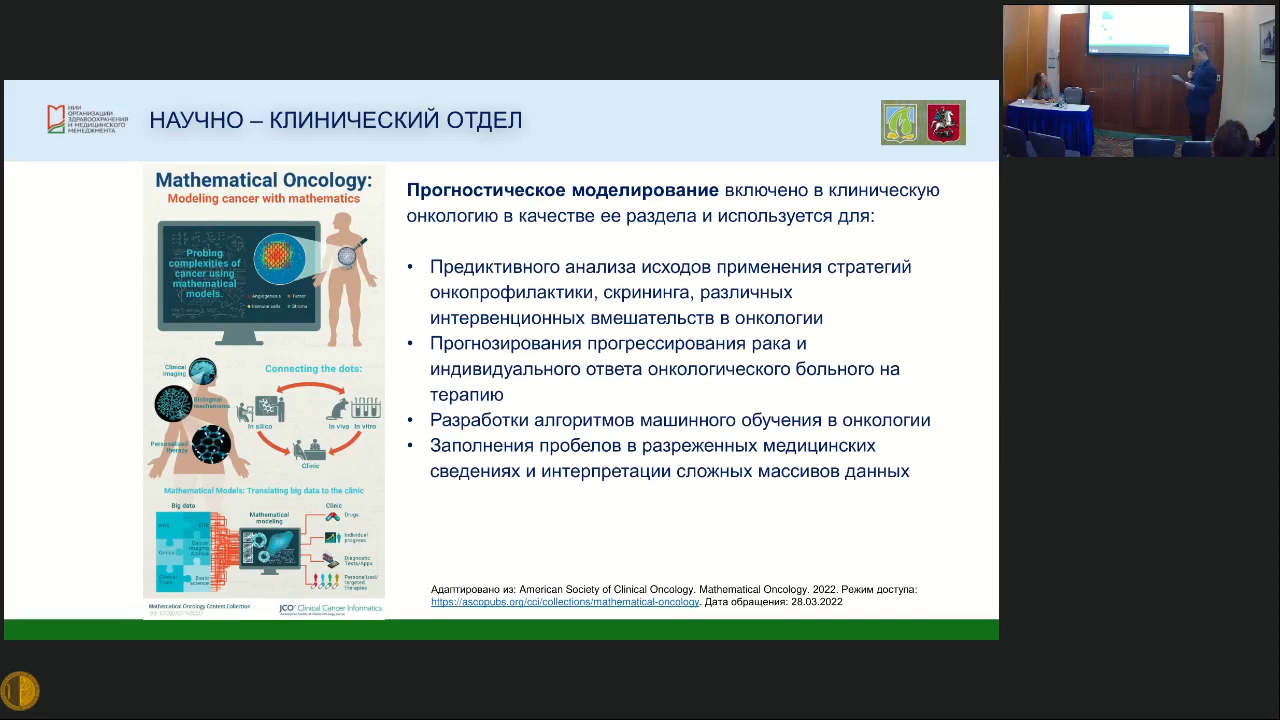 НИИ
ОРГАНИЗАЦИИ
ЗДРАВООХРАНЕНИЯ
И МЕДИЦИНСКОГО
МЕНЕДЖМЕНТА
НАУЧНО – КЛИНИЧЕСКИЙ ОТДЕЛ
Mathematical Oncology:
Modeling cancer with mathematics
Probing
complexities of
cancer using
mathematical
models.
Angiogenesis
Tumor
Immune cells
Stroma
Clinical
imaging
Biological
mechanisms
Personalized
therapy
Connecting the dots:
In silico
In vivo
In vitro
Clinic
Mathematical Models: Translating big data to the clinic
Big data
Mathematical
modeling
Clinic
Drugs
Individual
progress
Diagnostic
Tests/Apps
Personalized/
targeted
therapies
Basic
science
Mathematical Oncology Content Collection
JCO Clinical Cancer Informatics
Прогностическое моделирование включено в клиническую
онкологию в качестве ее раздела и используется для:
• Предиктивного анализа исходов применения стратегий
онкопрофилактики, скрининга, различных
интервенционных вмешательств в онкологии
• Прогнозирования прогрессирования рака и
индивидуального ответа онкологического больного на
терапию
• Разработки алгоритмов машинного обучения в онкологии
• Заполнения пробелов в разреженных медицинских
сведениях и интерпретации сложных массивов данных
Адаптировано из: American Society of Clinical Oncology. Mathematical Oncology. 2022. Режим доступа:
https://ascopubs.org/cci/collections/mathematical-oncology. Дата обращения: 28.03.2022